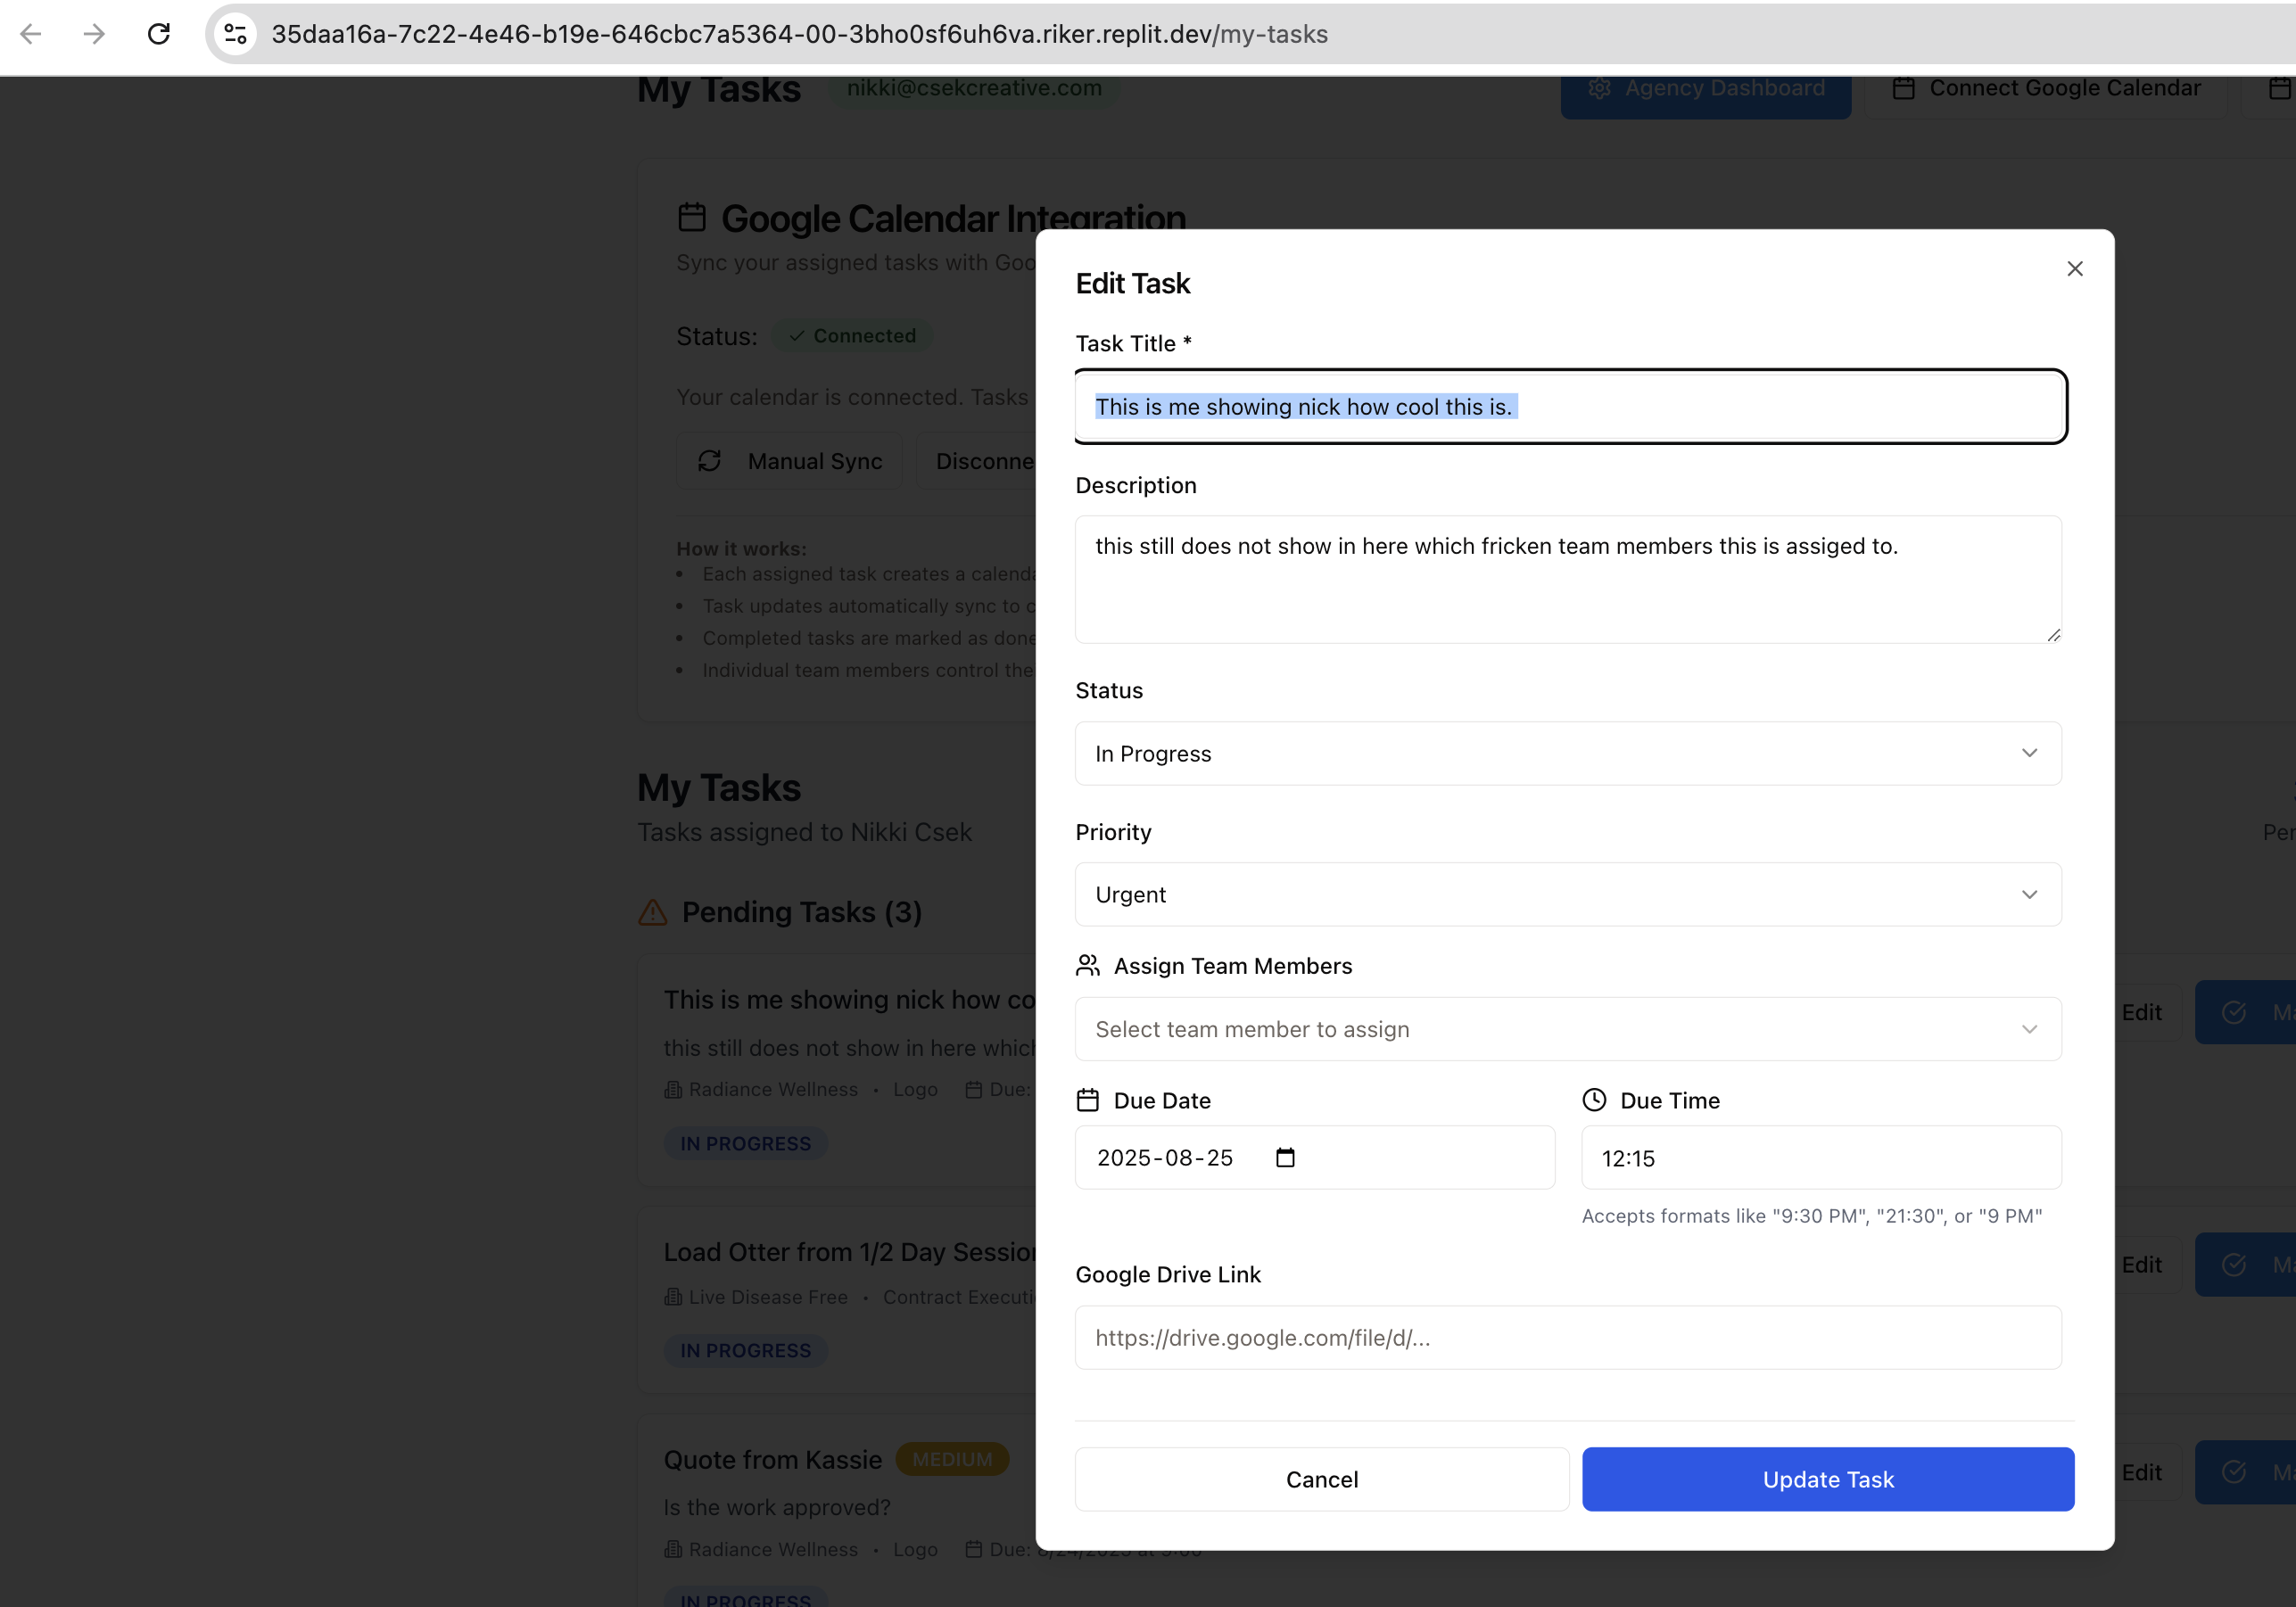 35daa16a-7c22-4e46-b19e-646cbc7a5364-00-3bho0sf6uh6va.riker.replit.dev/my-tasks
My Tasks nikki@csekcreative.com Agency Dashboard Connect Google Calendar
Google Calendar Integration
Sync your assigned tasks with Goo
Status: Connected
Your calendar is connected. Tasks
Manual Sync Disconne
How it works:
• Each assigned task creates a calend
• Task updates automatically sync to c
• Completed tasks are marked as done
• Individual team members control the
My Tasks
Tasks assigned to Nikki Csek
Per
Pending Tasks (3)
This is me showing nick how co
Edit Ma
this still does not show in here which
Radiance Wellness • Logo Due:
IN PROGRESS
Load Otter from 1/2 Day Session
Edit Ma
Live Disease Free • Contract Executi
IN PROGRESS
Quote from Kassie MEDIUM
Edit Ma
Is the work approved?
Radiance Wellness • Logo Due:
IN PROGRESS
Edit Task
Task Title *
This is me showing nick how cool this is.
Description
this still does not show in here which fricken team members this is assiged to.
Status
In Progress
Priority
Urgent
Assign Team Members
Select team member to assign
Due Date Due Time
2025-08-25 12:15
Accepts formats like "9:30 PM", "21:30", or "9 PM"
Google Drive Link
https://drive.google.com/file/d/...
Cancel Update Task